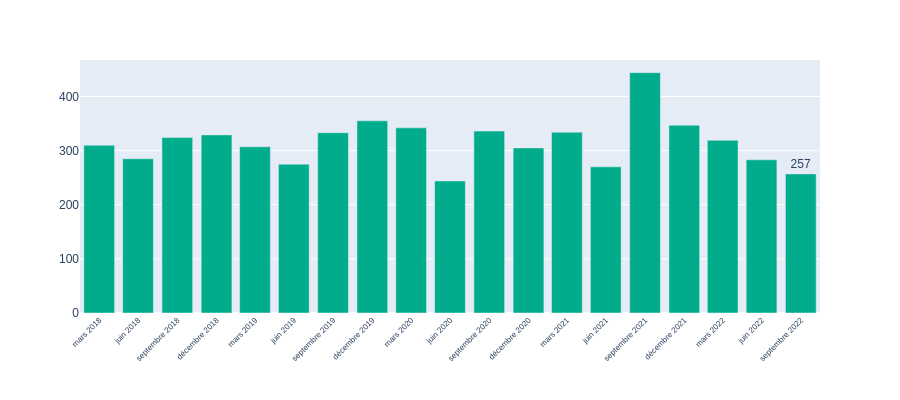 400
300
200
100
0
257
mars 2018
juin 2018
septembre 2018
décembre 2018
mars 2019
juin 2019
septembre 2019
décembre 2019
mars 2020
juin 2020
septembre 2020
décembre 2020
mars 2021
juin 2021
septembre 2021
décembre 2021
mars 2022
juin 2022
septembre 2022